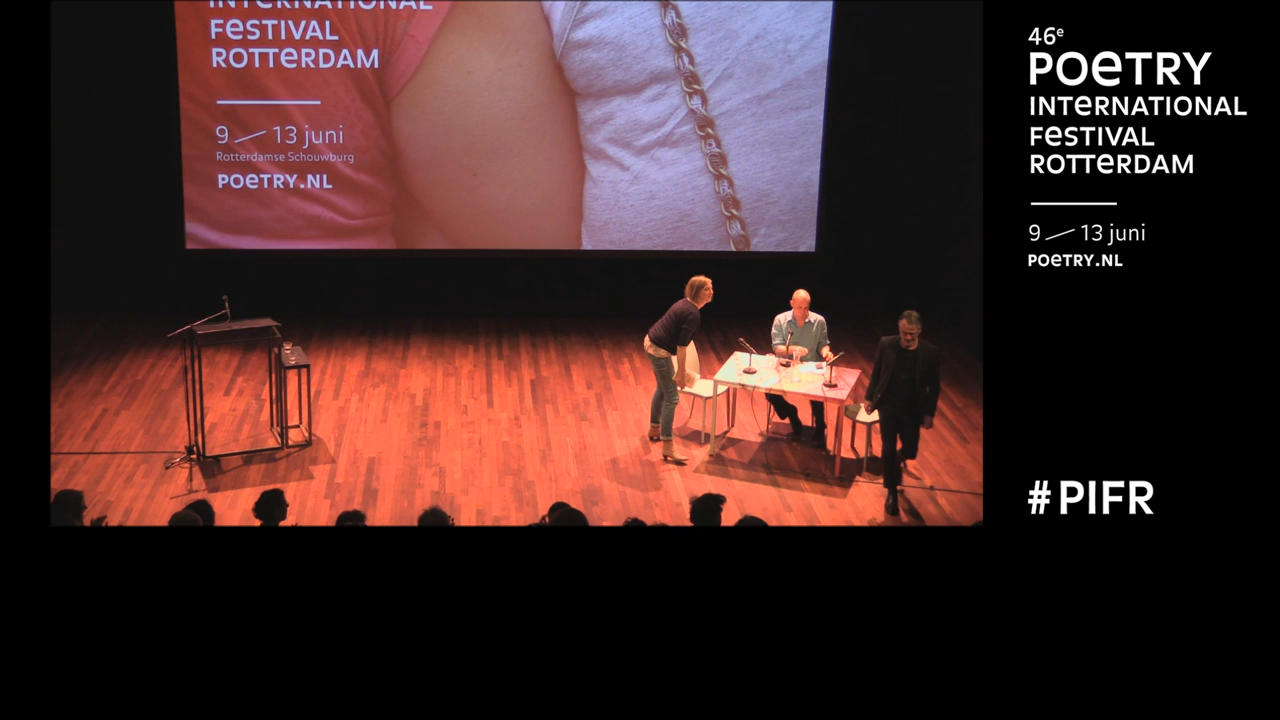 INTERNATIONAL
FESTIVAL
ROTTERDAM
9 — 13 juni
Rotterdamse Schouwburg
POETRY.NL
46e
POETRY
INTERNATIONAL
FESTIVAL
ROTTERDAM
9 — 13 juni
POETRY.NL
#PIFR